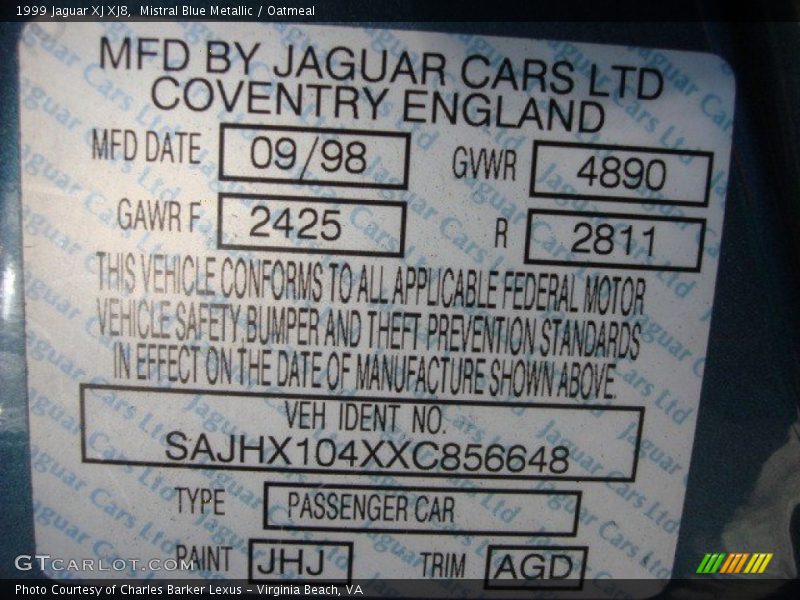 1999 Jaguar XJ XJ8, Mistral Blue Metallic / Oatmeal
MFD BY JAGUAR CARS LTD
COVENTRY ENGLAND
MFD DATE 09/98 GVWR 4890
GAWR F 2425 R 2811
THIS VEHICLE CONFORMS TO ALL APPLICABLE FEDERAL MOTOR
VEHICLE SAFETY, BUMPER AND THEFT PREVENTION STANDARDS
IN EFFECT ON THE DATE OF MANUFACTURE SHOWN ABOVE.
VEH IDENT NO.
SAJHX104XXC856648
TYPE PASSENGER CAR
PAINT JHJ TRIM AGD
GTCARLOT.COM
Photo Courtesy of Charles Barker Lexus - Virginia Beach, VA